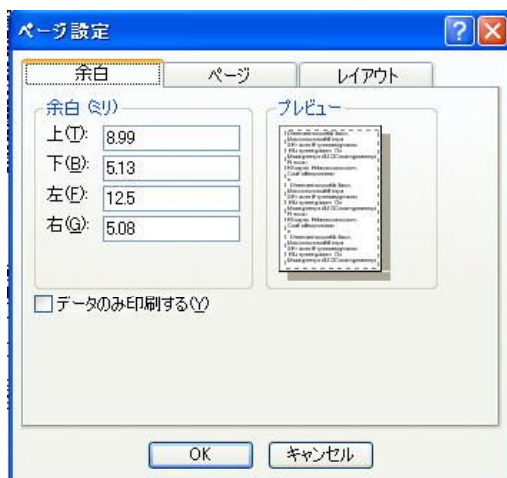 ページ設定
余白
ページ
レイアウト
余白 (ミリ)
上(T): 8.99
下(B): 5.13
左(F): 12.5
右(G): 5.08
プレビュー
データのみ印刷する(Y)
OK
キャンセル